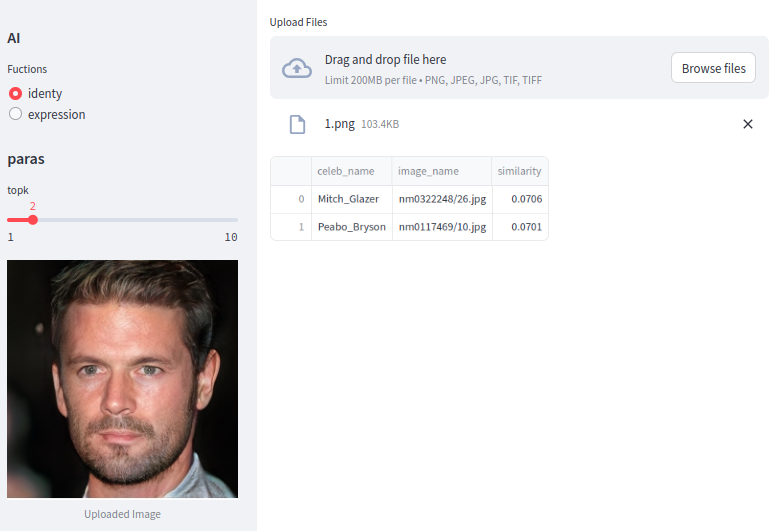 AI
Fuctions
identy
expression
paras
topk
2
1 10
Uploaded Image
Upload Files
Drag and drop file here
Limit 200MB per file • PNG, JPEG, JPG, TIF, TIFF
Browse files
1.png 103.4KB
celeb_name image_name similarity
0 Mitch_Glazer nm0322248/26.jpg 0.0706
1 Peabo_Bryson nm0117469/10.jpg 0.0701